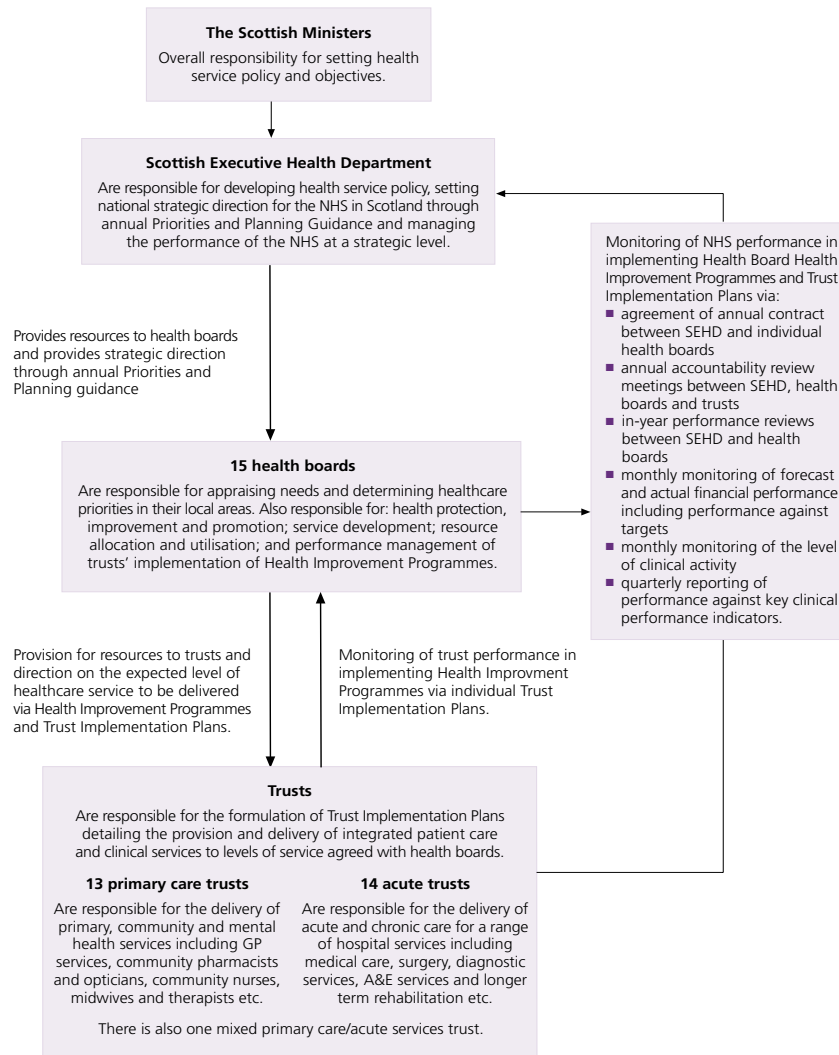 The Scottish Ministers
Overall responsibility for setting health
service policy and objectives.
Scottish Executive Health Department
Are responsible for developing health service policy, setting
national strategic direction for the NHS in Scotland through
annual Priorities and Planning Guidance and managing
the performance of the NHS at a strategic level.
Monitoring of NHS performance in
implementing Health Board Health
Improvement Programmes and Trust
Implementation Plans via:
■ agreement of annual contract
between SEHD and individual
health boards
■ annual accountability review
meetings between SEHD, health
boards and trusts
■ in-year performance reviews
between SEHD and health
boards
■ monthly monitoring of forecast
and actual financial performance
including performance against
targets
■ monthly monitoring of the level
of clinical activity
■ quarterly reporting of
performance against key clinical
performance indicators.
Provides resources to health boards
and provides strategic direction
through annual Priorities and
Planning guidance
15 health boards
Are responsible for appraising needs and determining healthcare
priorities in their local areas. Also responsible for: health protection,
improvement and promotion; service development; resource
allocation and utilisation; and performance management of
trusts’ implementation of Health Improvement Programmes.
Provision for resources to trusts and
direction on the expected level of
healthcare service to be delivered
via Health Improvement Programmes
and Trust Implementation Plans.
Monitoring of trust performance in
implementing Health Improvment
Programmes via individual Trust
Implementation Plans.
Trusts
Are responsible for the formulation of Trust Implementation Plans
detailing the provision and delivery of integrated patient care
and clinical services to levels of service agreed with health boards.
13 primary care trusts
Are responsible for the delivery of
primary, community and mental
health services including GP
services, community pharmacists
and opticians, community nurses,
midwives and therapists etc.
14 acute trusts
Are responsible for the delivery of
acute and chronic care for a range
of hospital services including
medical care, surgery, diagnostic
services, A&E services and longer
term rehabilitation etc.
There is also one mixed primary care/acute services trust.